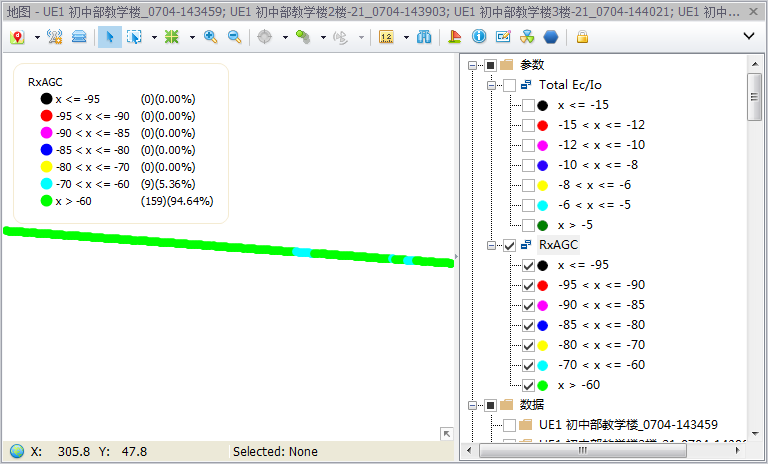 地图 - UE1 初中部教学楼_0704-143459; UE1 初中部教学楼2楼-21_0704-143903; UE1 初中部教学楼3楼-21_0704-144021; UE1 初中...
12
RxAGC
x <= -95 (0)(0.00%)
-95 < x <= -90 (0)(0.00%)
-90 < x <= -85 (0)(0.00%)
-85 < x <= -80 (0)(0.00%)
-80 < x <= -70 (0)(0.00%)
-70 < x <= -60 (9)(5.36%)
x > -60 (159)(94.64%)
X: 305.8 Y: 47.8 Selected: None
参数
Total Ec/Io
x <= -15
-15 < x <= -12
-12 < x <= -10
-10 < x <= -8
-8 < x <= -6
-6 < x <= -5
x > -5
RxAGC
x <= -95
-95 < x <= -90
-90 < x <= -85
-85 < x <= -80
-80 < x <= -70
-70 < x <= -60
x > -60
数据
UE1 初中部教学楼_0704-143459